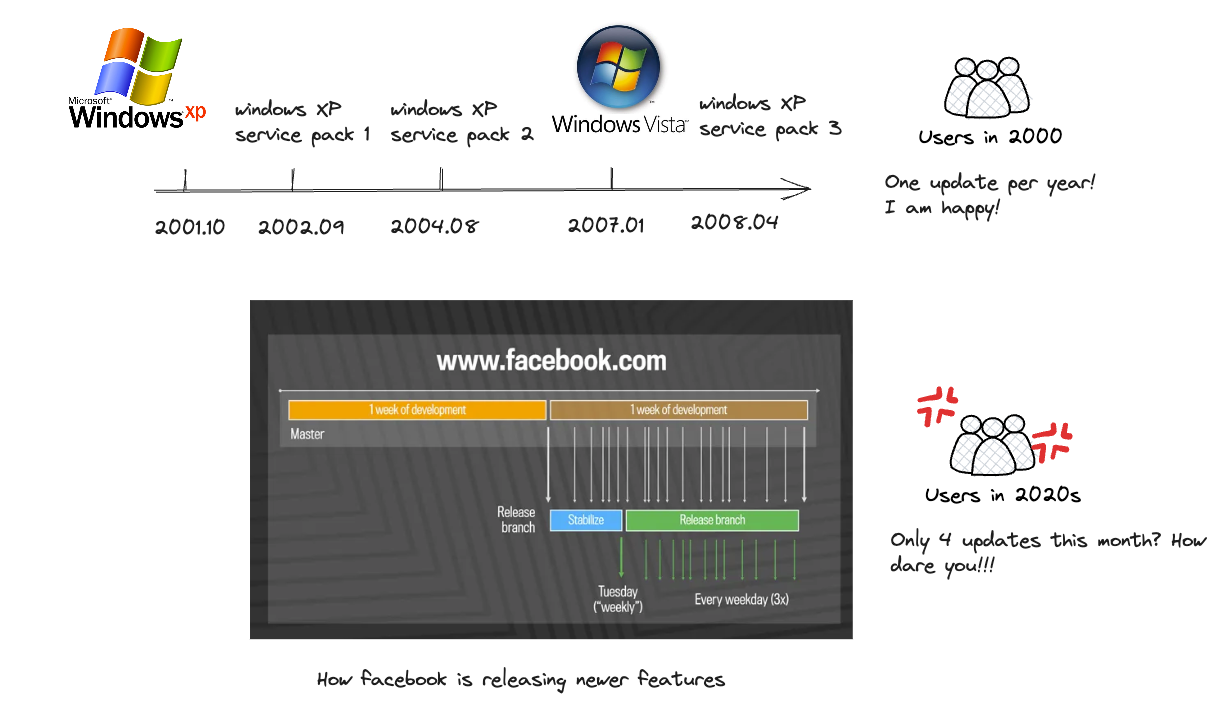 Microsoft®
Windows xp
windows XP
service pack 1
windows XP
service pack 2
Windows Vista™
windows XP
service pack 3
2001.10
2002.09
2004.08
2007.01
2008.04
Users in 2000
One update per year!
I am happy!
www.facebook.com
1 week of development
1 week of development
Master
Release
branch
Stabilize
Release branch
Tuesday
("weekly")
Every weekday (3x)
Users in 2020s
Only 4 updates this month? How
dare you!!!
How facebook is releasing newer features